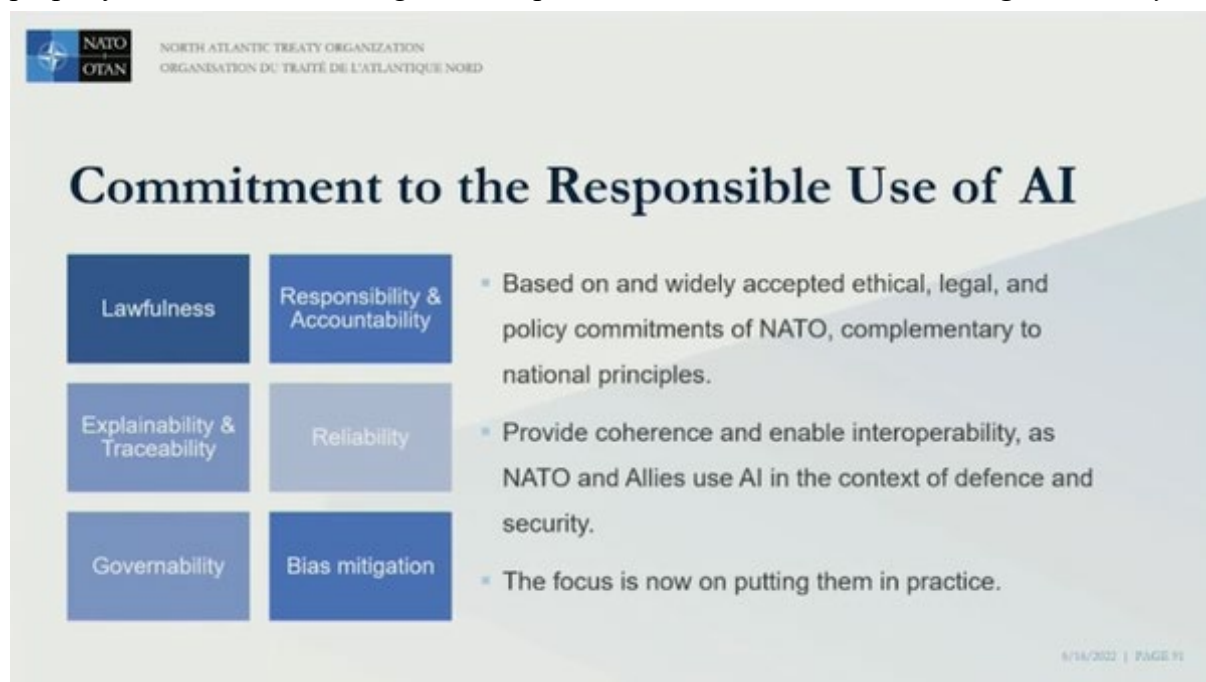 NATO
OTAN
NORTH ATLANTIC TREATY ORGANIZATION
ORGANISATION DU TRAITÉ DE L'ATLANTIQUE NORD
Commitment to the Responsible Use of AI
Lawfulness
Responsibility &
Accountability
Explainability &
Traceability
Reliability
Governability
Bias mitigation
Based on and widely accepted ethical, legal, and
policy commitments of NATO, complementary to
national principles.
Provide coherence and enable interoperability, as
NATO and Allies use AI in the context of defence and
security.
The focus is now on putting them in practice.
PAGE 91